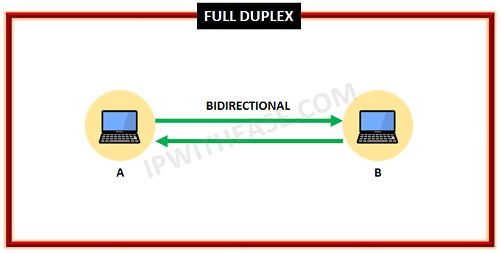 FULL DUPLEX
BIDIRECTIONAL
IPWITHEASE.COM
A
B